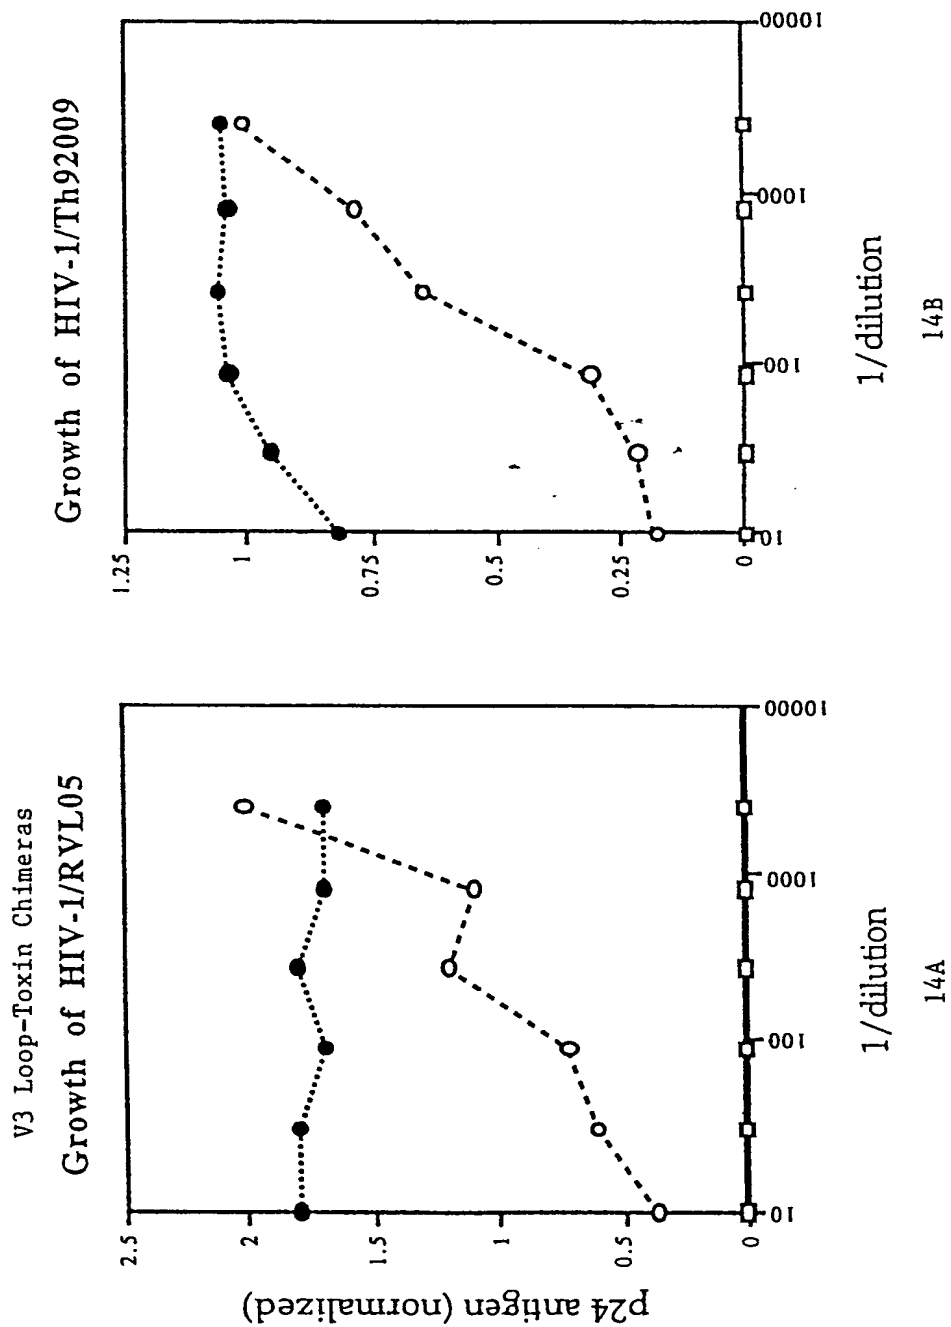 V3 Loop-Toxin Chimeras
Growth of HIV-1/RVL05
2.5
2
1.5
1
0.5
0
p24 antigen (normalized)
10
100
1000
10000
1/dilution
14A
Growth of HIV-1/Th92009
1.25
1
0.75
0.5
0.25
0
10
100
1000
10000
1/dilution
14B